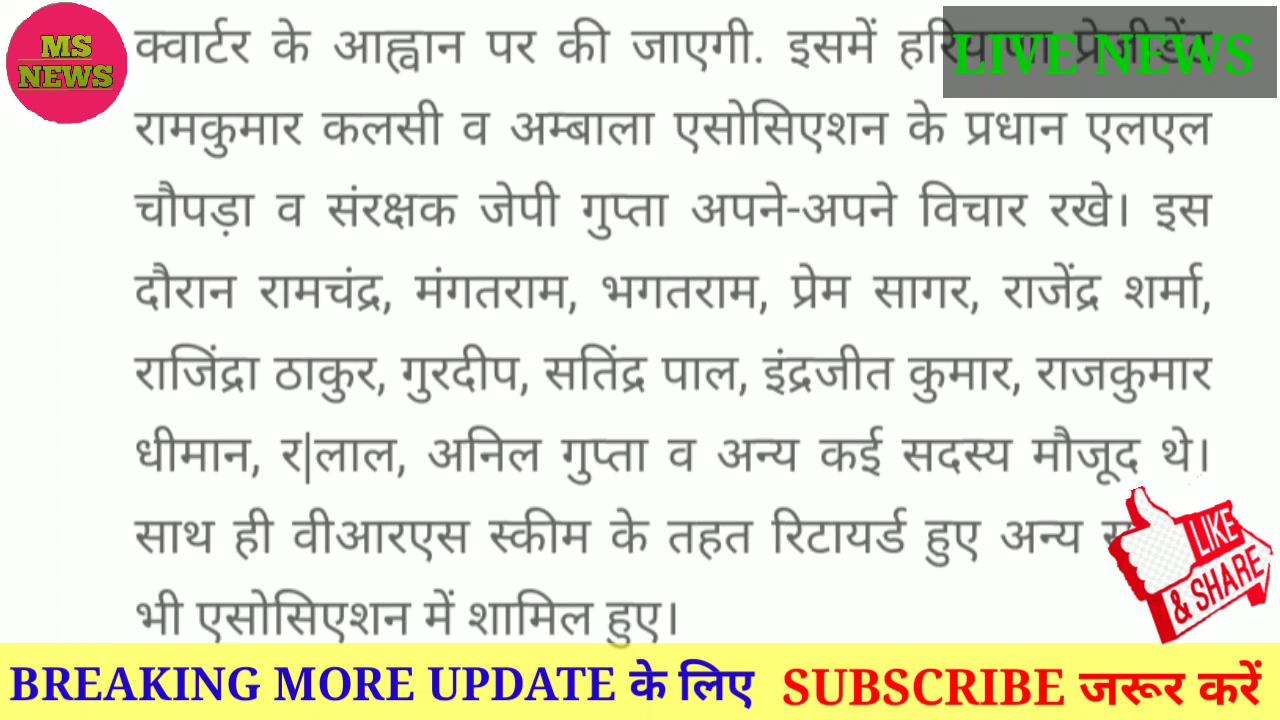 MS
NEWS
LIVE NEWS
क्वार्टर के आह्वान पर की जाएगी. इसमें हरियाणा प्रेजीडेंट
रामकुमार कलसी व अम्बाला एसोसिएशन के प्रधान एलएल
चौपड़ा व संरक्षक जेपी गुप्ता अपने-अपने विचार रखे। इस
दौरान रामचंद्र, मंगतराम, भगतराम, प्रेम सागर, राजेंद्र शर्मा,
राजिंद्रा ठाकुर, गुरदीप, सतिंद्र पाल, इंद्रजीत कुमार, राजकुमार
धीमान, र|लाल, अनिल गुप्ता व अन्य कई सदस्य मौजूद थे।
साथ ही वीआरएस स्कीम के तहत रिटायर्ड हुए अन्य
भी एसोसिएशन में शामिल हुए।
LIKE
& SHARE
BREAKING MORE UPDATE के लिए SUBSCRIBE जरूर करें